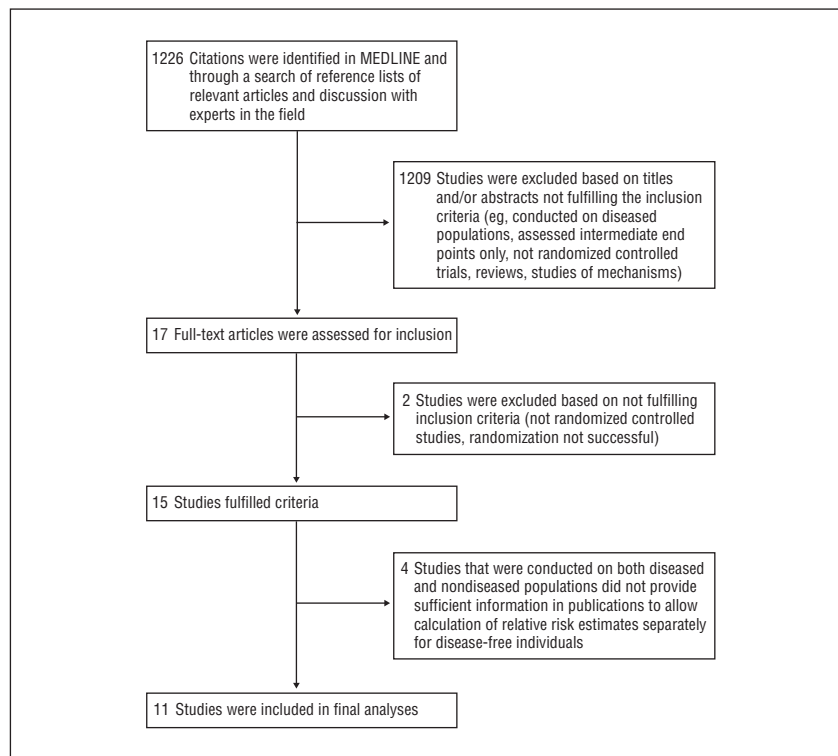 1226 Citations were identified in MEDLINE and
through a search of reference lists of
relevant articles and discussion with
experts in the field
1209 Studies were excluded based on titles
and/or abstracts not fulfilling the inclusion
criteria (eg, conducted on diseased
populations, assessed intermediate end
points only, not randomized controlled
trials, reviews, studies of mechanisms)
17 Full-text articles were assessed for inclusion
2 Studies were excluded based on not fulfilling
inclusion criteria (not randomized controlled
studies, randomization not successful)
15 Studies fulfilled criteria
4 Studies that were conducted on both diseased
and nondiseased populations did not provide
sufficient information in publications to allow
calculation of relative risk estimates separately
for disease-free individuals
11 Studies were included in final analyses